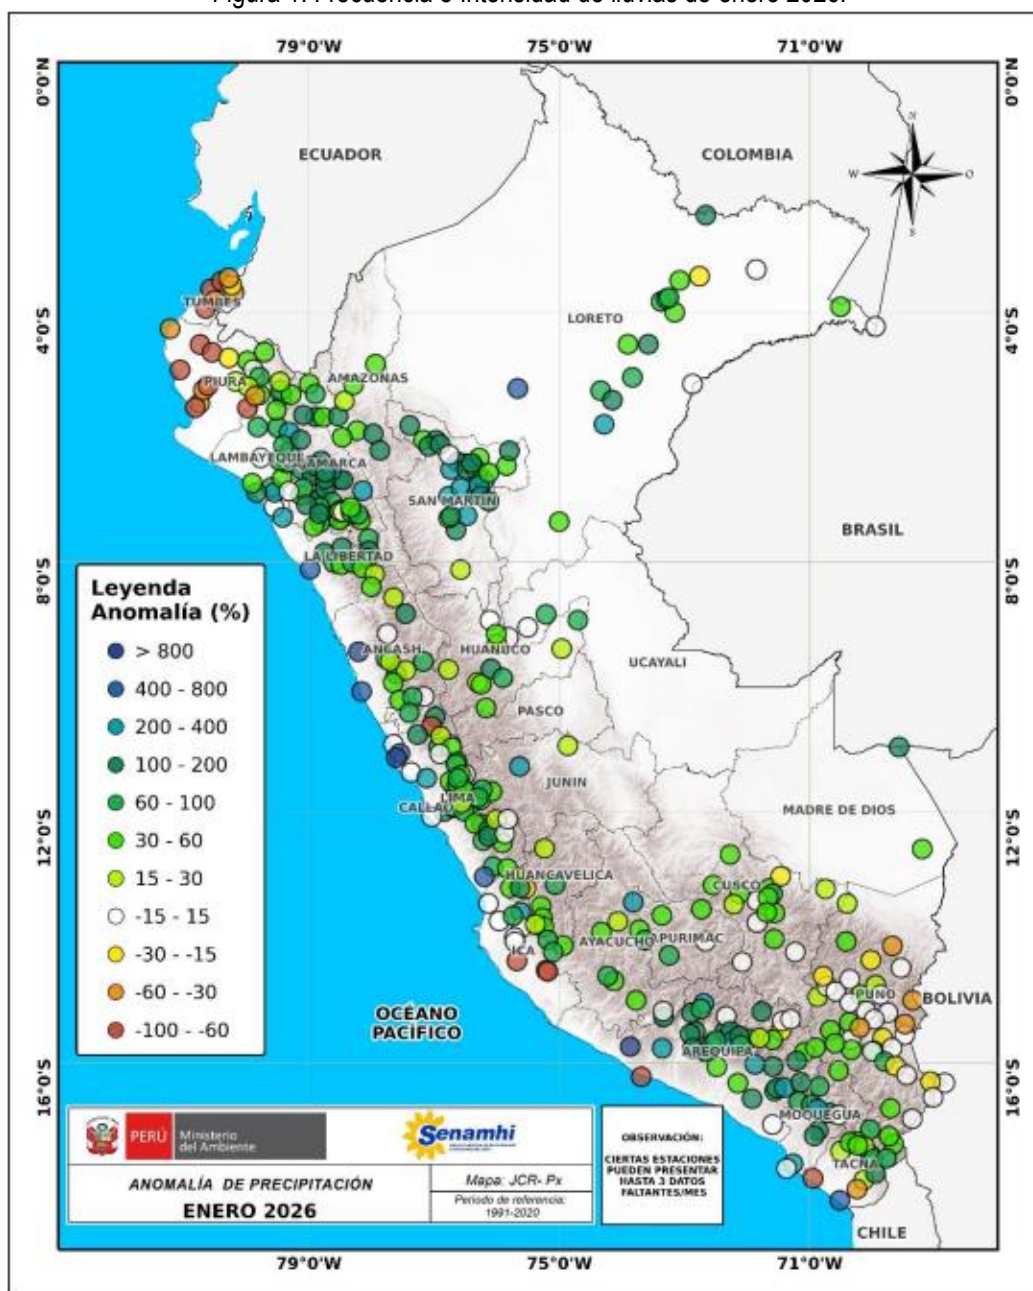 Figura 1. Frecuencia e intensidad de lluvias de enero 2026.
79°0'W 75°0'W 71°0'W
0°0'N 0°0'N
ECUADOR
COLOMBIA
N
W O
S
TUMBES
4°0'S LORETO 4°0'S
PIURA
AMAZONAS
LAMBAYEQUE
AMARCA
SAN MARTIN
BRASIL
LA LIBERTAD
8°0'S 8°0'S
Leyenda
Anomalía (%)
> 800
400 - 800
200 - 400
100 - 200
60 - 100
30 - 60
15 - 30
-15 - 15
-30 - -15
-60 - -30
-100 - -60
ANCASH
HUANUCO
UCAYALI
PASCO
JUNIN
LIMA
CALLAO
MADRE DE DIOS
12°0'S 12°0'S
HUANCAVELICA
CUSCO
AYACUCHO
APURIMAC
ICA
PUNO
BOLIVIA
OCÉANO
PACÍFICO
AREQUIPA
16°0'S 16°0'S
MOQUEGUA
TACNA
CHILE
PERÚ
Ministerio
del Ambiente
Senamhi
ANOMALÍA DE PRECIPITACIÓN
ENERO 2026
Mapa: JCR- Px
Periodo de referencia:
1991-2020
OBSERVACIÓN:
CIERTAS ESTACIONES
PUEDEN PRESENTAR
HASTA 3 DATOS
FALTANTES/MES
79°0'W 75°0'W 71°0'W